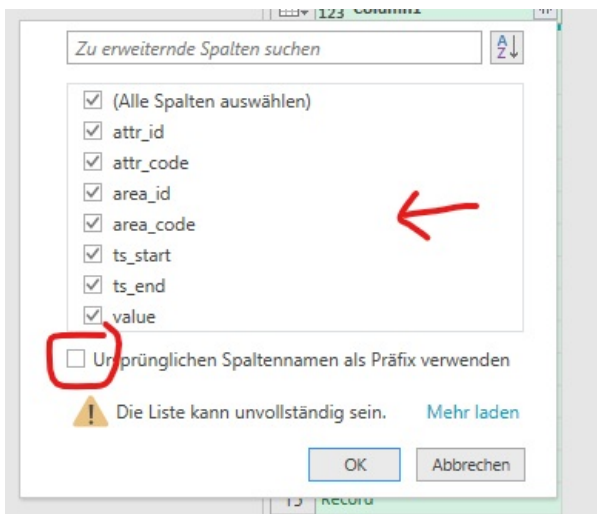 123 Column1
Zu erweiternde Spalten suchen
A
Z
(Alle Spalten auswählen)
attr_id
attr_code
area_id
area_code
ts_start
ts_end
value
Ursprünglichen Spaltennamen als Präfix verwenden
Die Liste kann unvollständig sein. Mehr laden
OK Abbrechen
Record